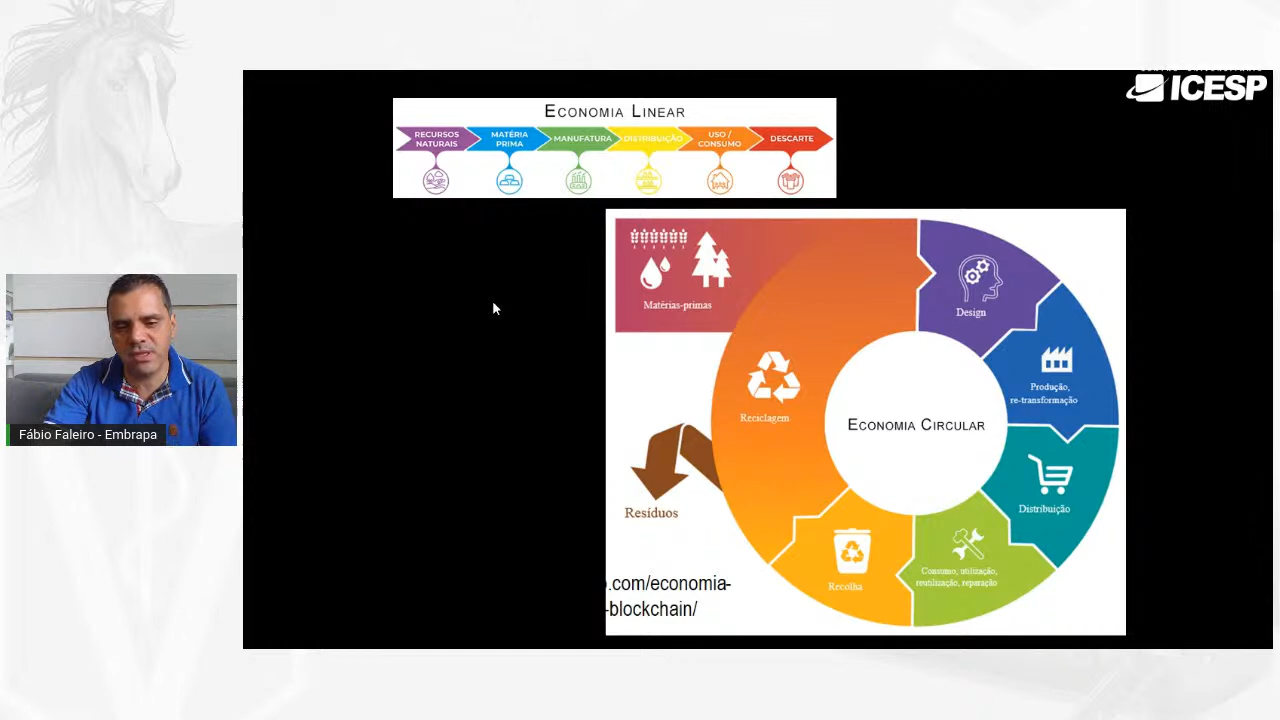 ICESP
ECONOMIA LINEAR
RECURSOS
NATURAIS
MATÉRIA
PRIMA
MANUFATURA
DISTRIBUIÇÃO
USO /
CONSUMO
DESCARTE
Matérias-primas
Design
Produção,
re-transformação
Reciclagem
ECONOMIA CIRCULAR
Distribuição
Resíduos
Consumo, utilização,
reutilização, reparação
Recolha
.com/economia-
-blockchain/
Fábio Faleiro - Embrapa